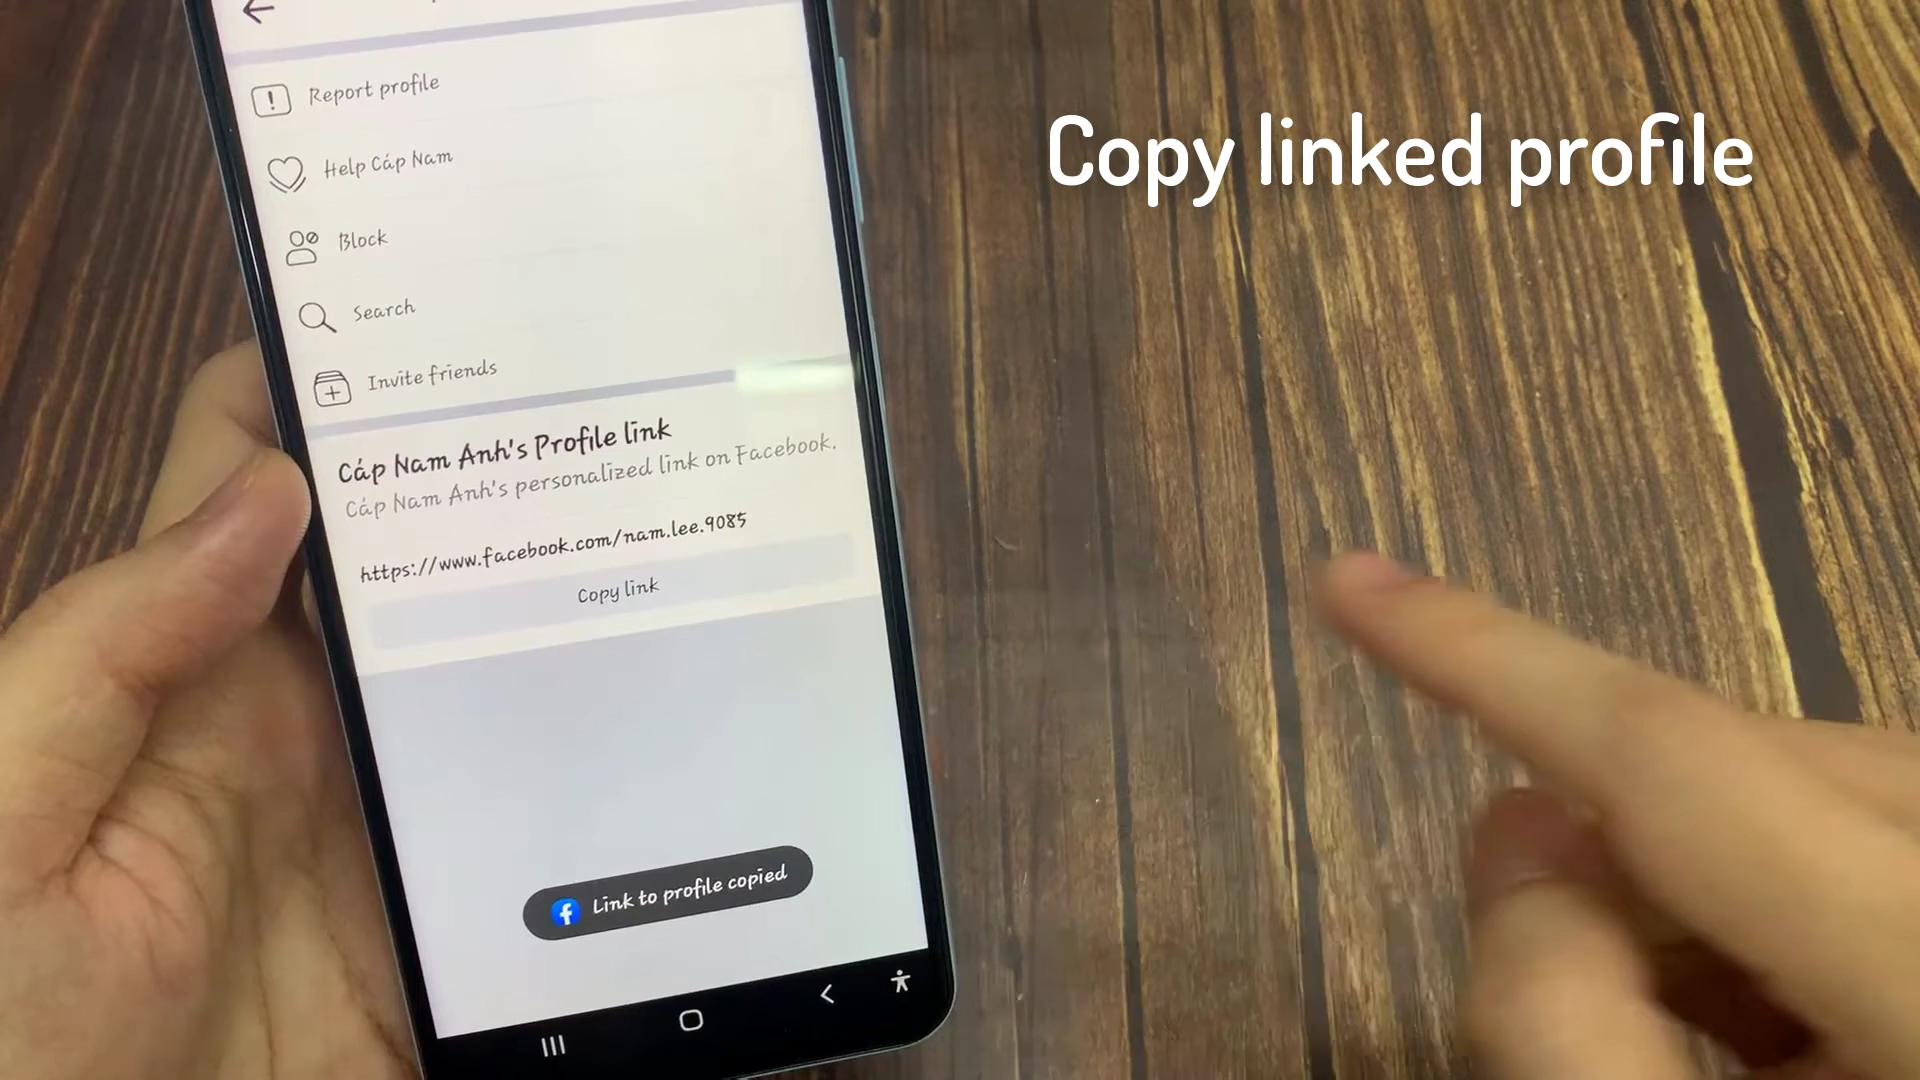 Copy linked profile
Report profile
Help Cáp Nam
Block
Search
Invite friends
Cáp Nam Anh's Profile link
Cáp Nam Anh's personalized link on Facebook.
https://www.facebook.com/nam.lee.9085
Copy link
Link to profile copied